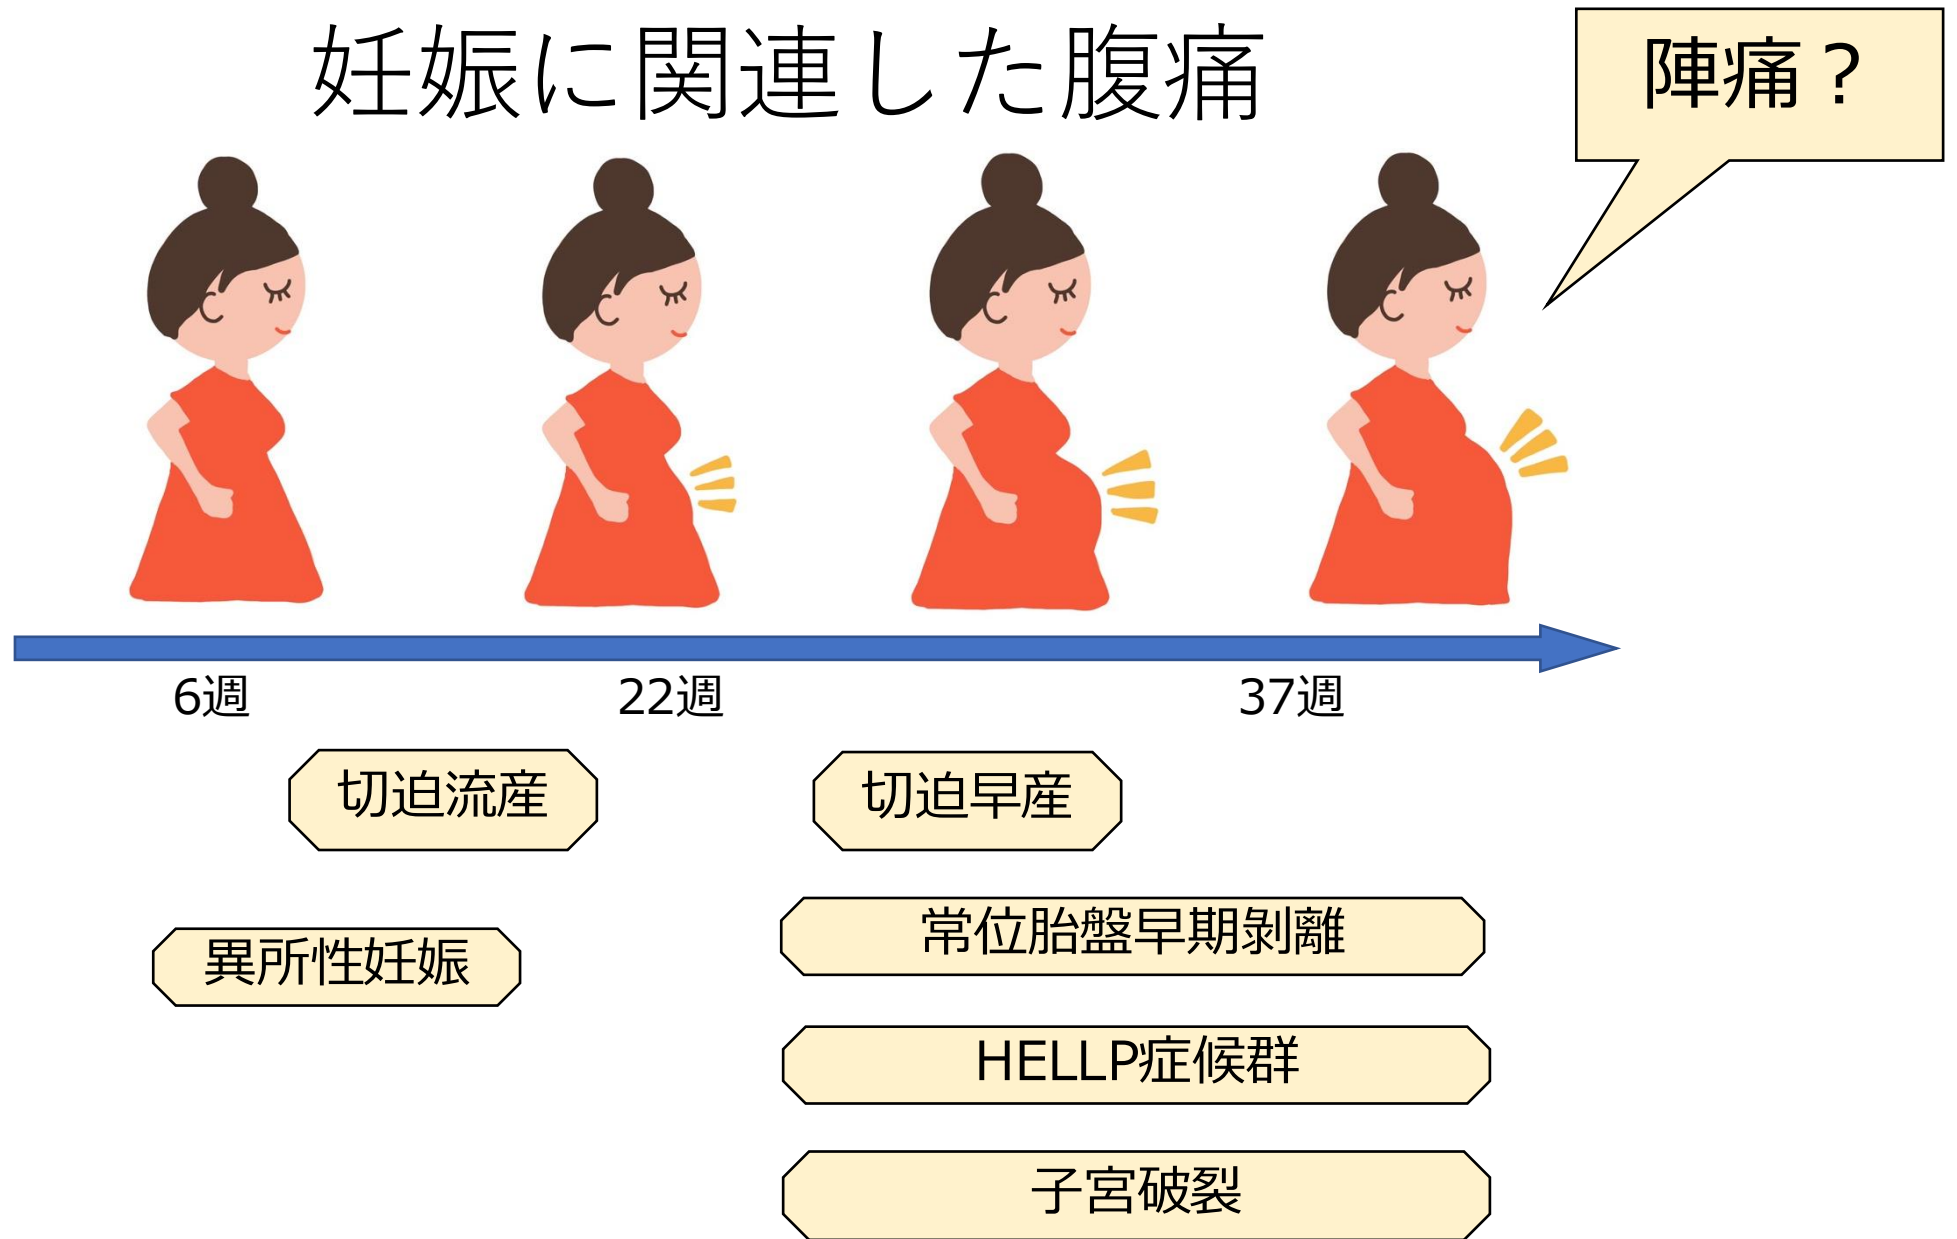 妊娠に関連した腹痛
陣痛？
6週
22週
37週
切迫流産
切迫早産
異所性妊娠
常位胎盤早期剥離
HELLP症候群
子宮破裂